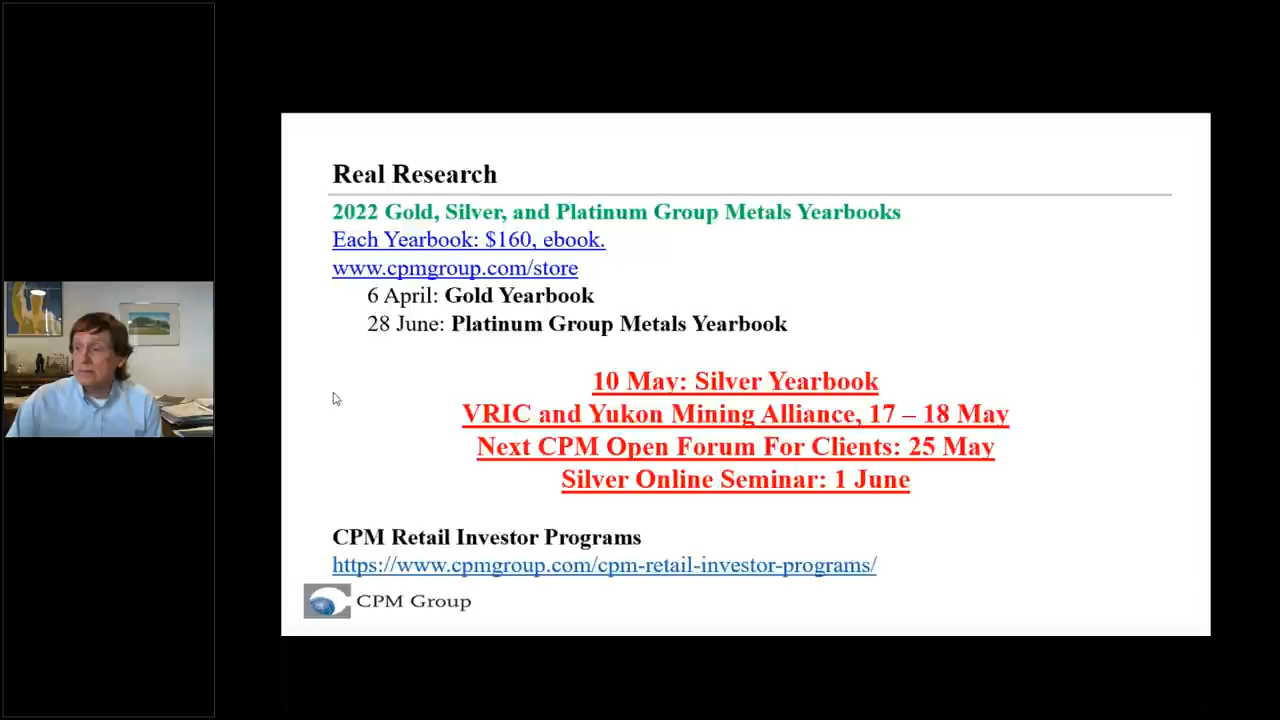 Real Research
2022 Gold, Silver, and Platinum Group Metals Yearbooks
Each Yearbook: $160, ebook.
www.cpmgroup.com/store
6 April: Gold Yearbook
28 June: Platinum Group Metals Yearbook
10 May: Silver Yearbook
VRIC and Yukon Mining Alliance, 17 – 18 May
Next CPM Open Forum For Clients: 25 May
Silver Online Seminar: 1 June
CPM Retail Investor Programs
https://www.cpmgroup.com/cpm-retail-investor-programs/
CPM Group